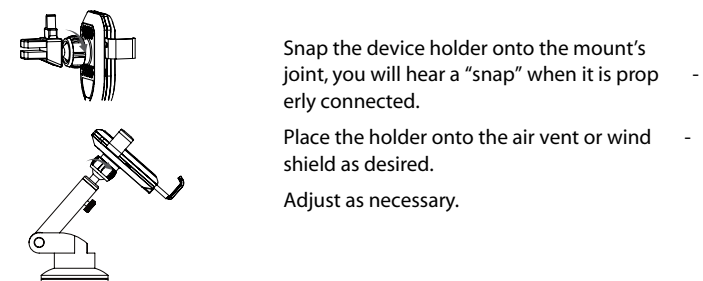 Snap the device holder onto the mount’s
joint, you will hear a “snap” when it is prop -
erly connected.
Place the holder onto the air vent or wind -
shield as desired.
Adjust as necessary.